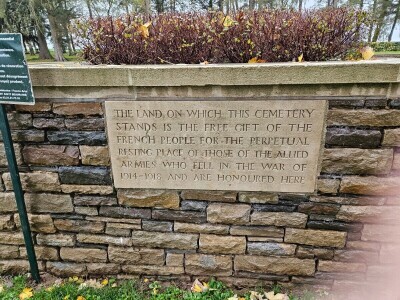 THE LAND ON WHICH THIS CEMETERY
STANDS IS THE FREE GIFT OF THE
FRENCH PEOPLE FOR THE PERPETUAL
RESTING PLACE OF THOSE OF THE ALLIED
ARMIES WHO FELL IN THE WAR OF
1914-1918 AND ARE HONOURED HERE